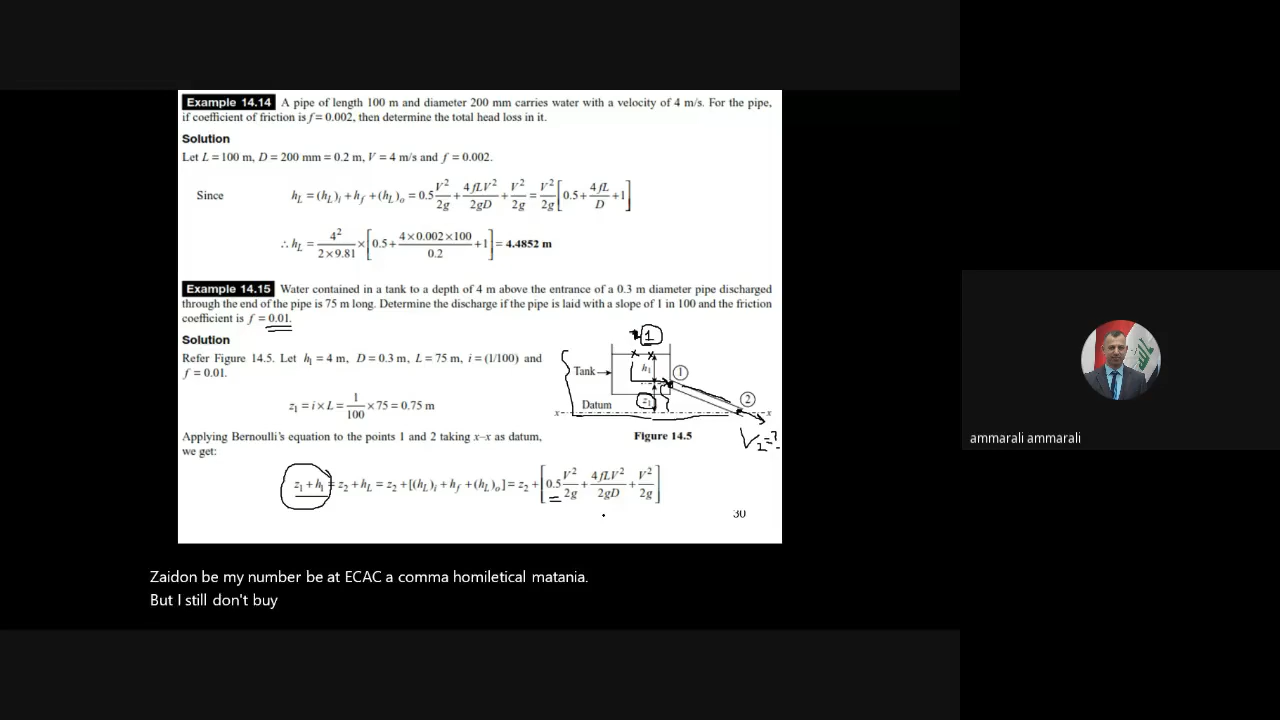 Example 14.14 A pipe of length 100 m and diameter 200 mm carries water with a velocity of 4 m/s. For the pipe,
if coefficient of friction is f = 0.002, then determine the total head loss in it.
Solution
Let L = 100 m, D = 200 mm = 0.2 m, V = 4 m/s and f = 0.002.
Since h_L = (h_L)_i + h_f + (h_L)_o = 0.5 V²/2g + 4fLV²/2gD + V²/2g = V²/2g [0.5 + 4fL/D + 1]
∴ h_L = 4²/(2×9.81) × [0.5 + (4×0.002×100)/0.2 + 1] = 4.4852 m
Example 14.15 Water contained in a tank to a depth of 4 m above the entrance of a 0.3 m diameter pipe discharged
through the end of the pipe is 75 m long. Determine the discharge if the pipe is laid with a slope of 1 in 100 and the friction
coefficient is f = 0.01.
Solution
Refer Figure 14.5. Let h₁ = 4 m, D = 0.3 m, L = 75 m, i = (1/100) and
f = 0.01.
z₁ = i × L = 1/100 × 75 = 0.75 m
Applying Bernoulli's equation to the points 1 and 2 taking x–x as datum,
we get:
z₁ + h₁ = z₂ + h_L = z₂ + [(h_L)_i + h_f + (h_L)_o] = z₂ + [0.5 V²/2g + 4fLV²/2gD + V²/2g]
1
Tank
h₁
①
z₁
②
Datum
x
x
Figure 14.5
V₂=?
30
Zaidon be my number be at ECAC a comma homiletical matania.
But I still don't buy
ammarali ammarali